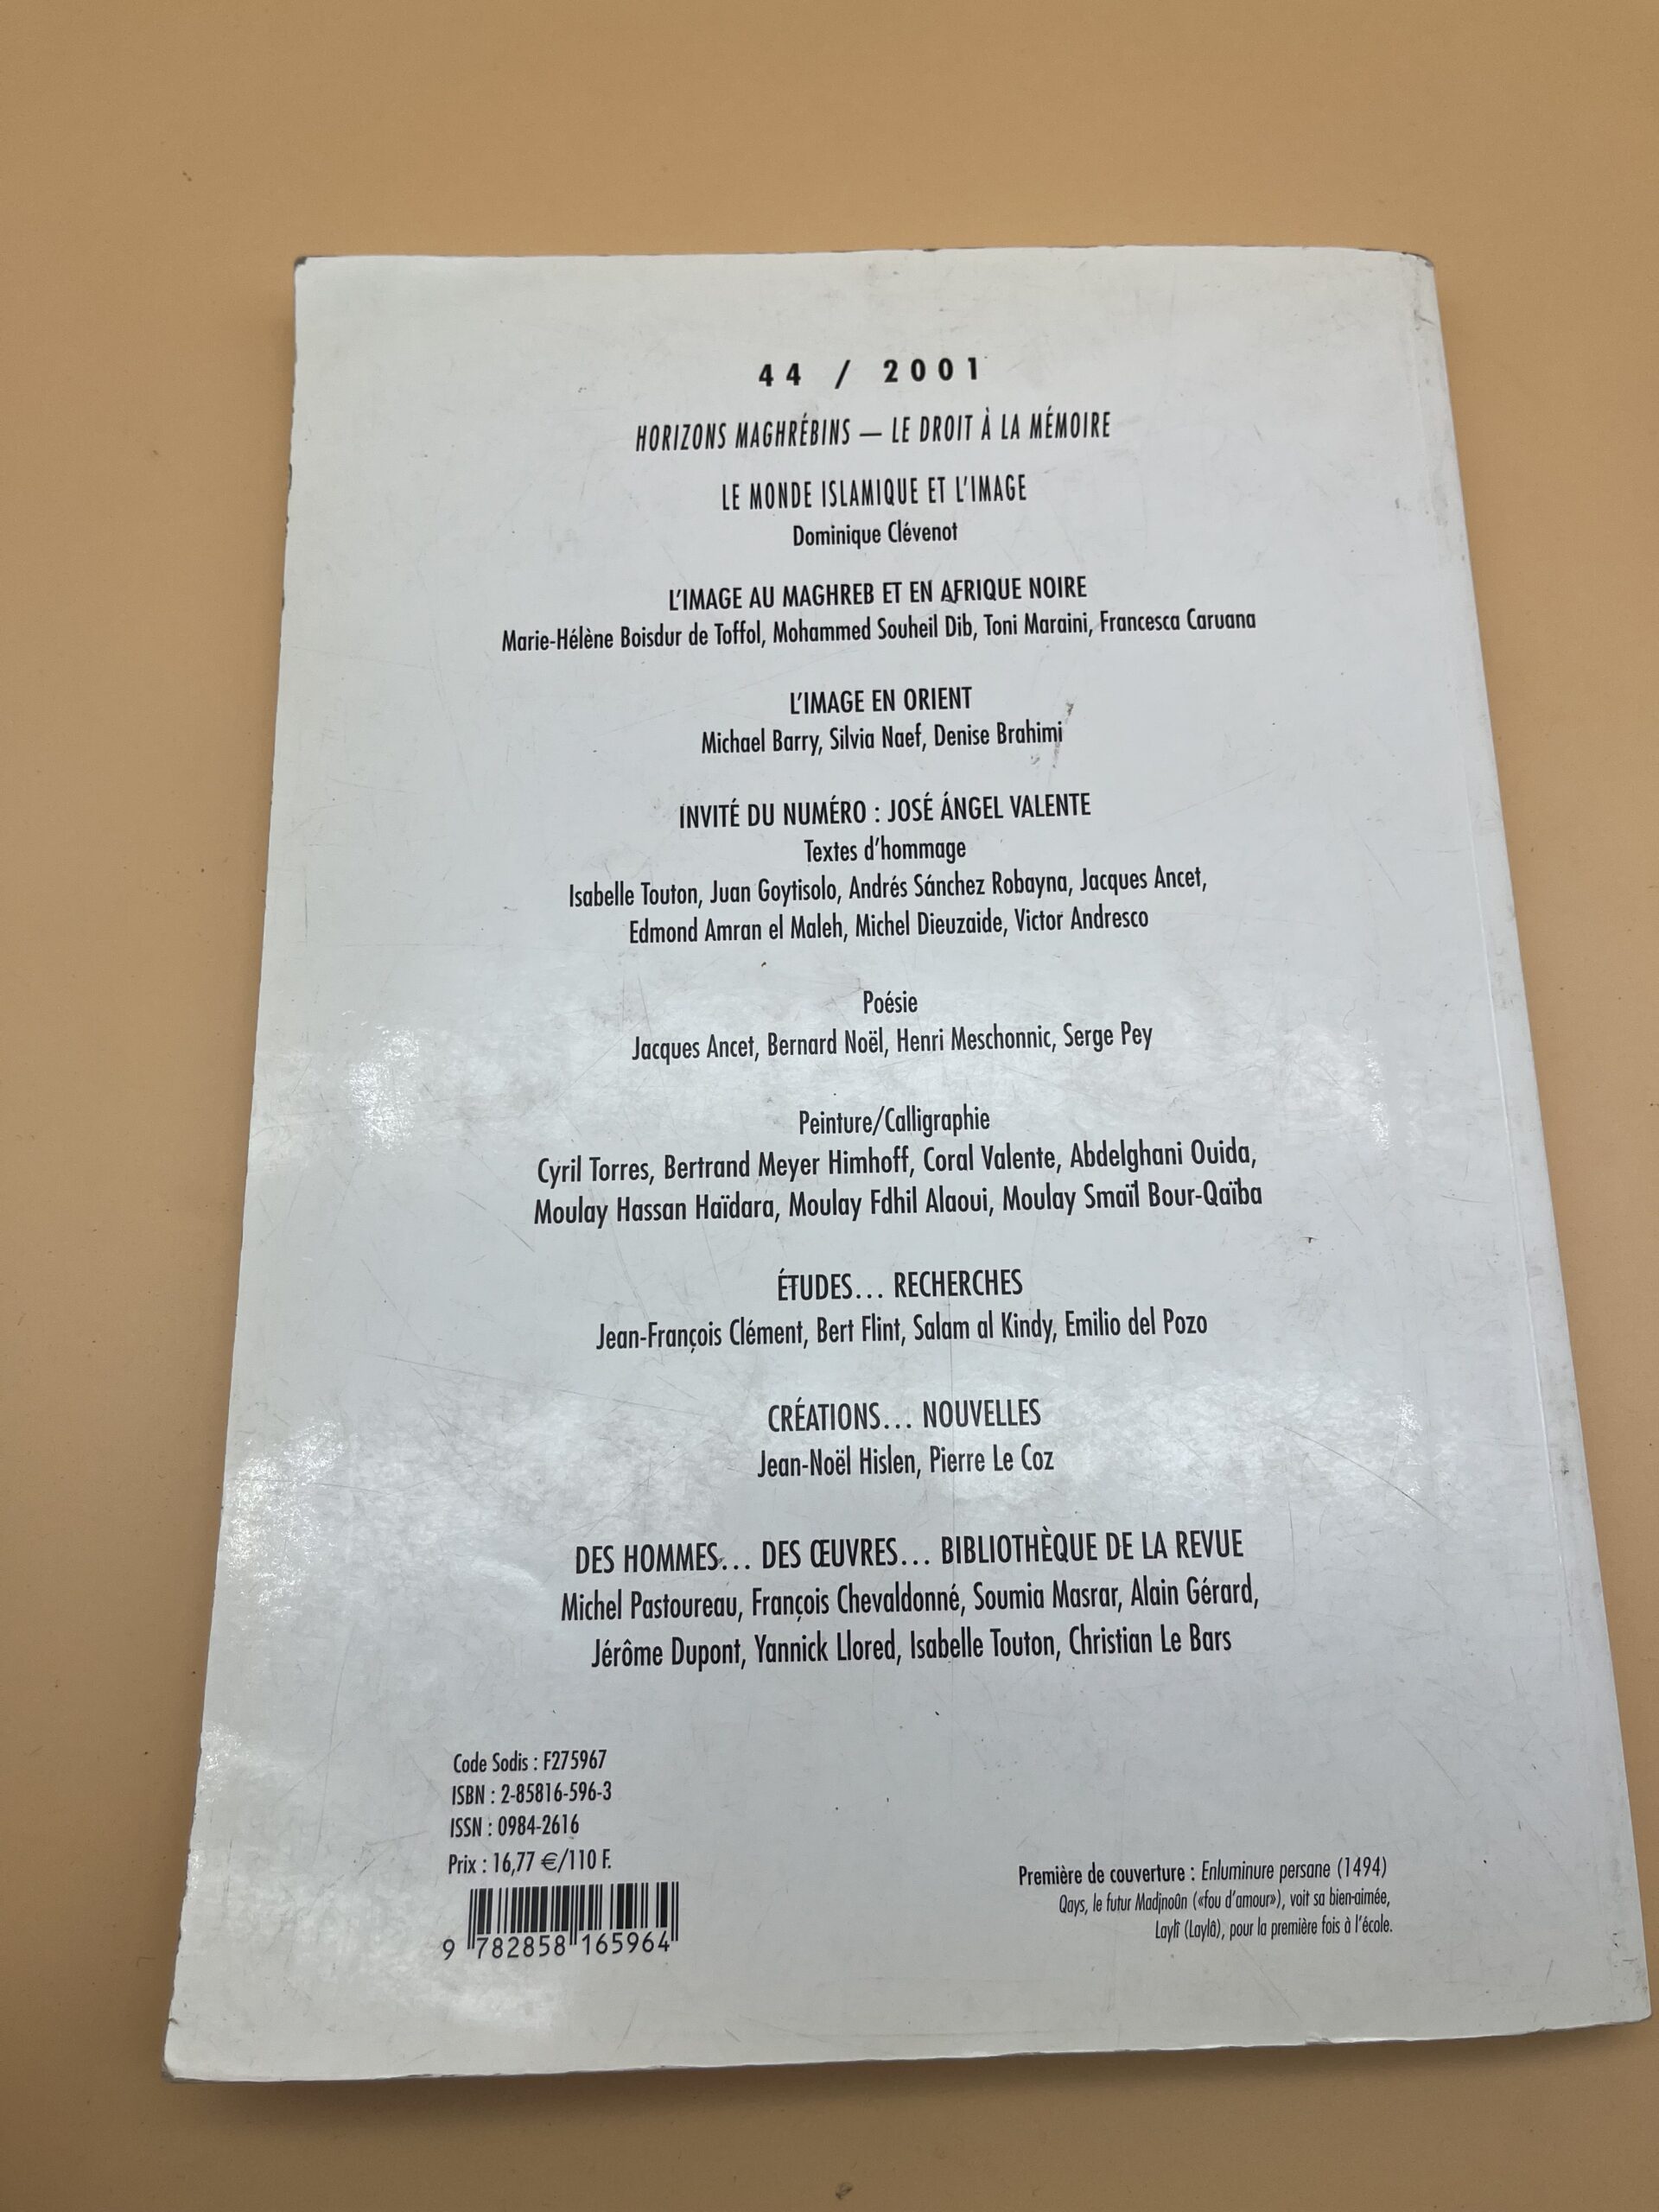 44 / 2001
HORIZONS MAGHRÉBINS — LE DROIT À LA MÉMOIRE
LE MONDE ISLAMIQUE ET L'IMAGE
Dominique Clévenot
L'IMAGE AU MAGHREB ET EN AFRIQUE NOIRE
Marie-Hélène Boisdur de Toffol, Mohammed Souheil Dib, Toni Maraini, Francesca Caruana
L'IMAGE EN ORIENT
Michael Barry, Silvia Naef, Denise Brahimi
INVITÉ DU NUMÉRO : JOSÉ ÁNGEL VALENTE
Textes d'hommage
Isabelle Touton, Juan Goytisolo, Andrés Sánchez Robayna, Jacques Ancet,
Edmond Amran el Maleh, Michel Dieuzaide, Victor Andresco
Poésie
Jacques Ancet, Bernard Noël, Henri Meschonnic, Serge Pey
Peinture/Calligraphie
Cyril Torres, Bertrand Meyer Himhoff, Coral Valente, Abdelghani Ouida,
Moulay Hassan Haïdara, Moulay Fdhil Alaoui, Moulay Smaïl Bour-Qaïba
ÉTUDES... RECHERCHES
Jean-François Clément, Bert Flint, Salam al Kindy, Emilio del Pozo
CRÉATIONS... NOUVELLES
Jean-Noël Hislen, Pierre Le Coz
DES HOMMES... DES ŒUVRES... BIBLIOTHÈQUE DE LA REVUE
Michel Pastoureau, François Chevaldonné, Soumia Masrar, Alain Gérard,
Jérôme Dupont, Yannick Llored, Isabelle Touton, Christian Le Bars
Code Sodis : F275967
ISBN : 2-85816-596-3
ISSN : 0984-2616
Prix : 16,77 €/110 F.
9 782858 165964
Première de couverture : Enluminure persane (1494)
Qays, le futur Madjnoûn («fou d'amour»), voit sa bien-aimée,
Laylî (Laylâ), pour la première fois à l'école.